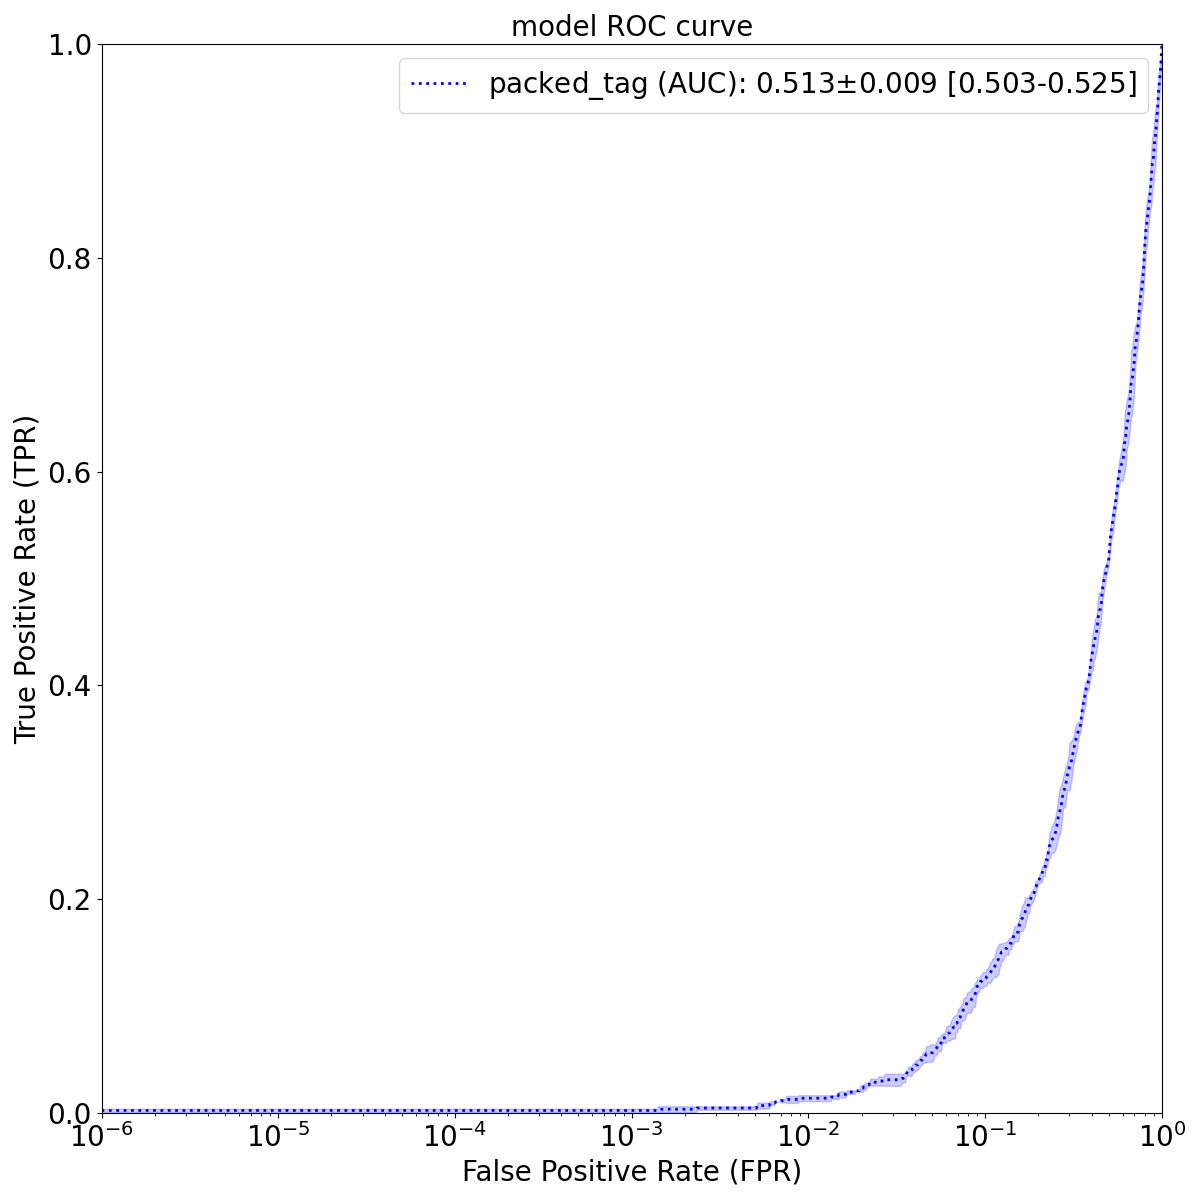 model ROC curve
packed_tag (AUC): 0.513±0.009 [0.503-0.525]
1.0
0.8
0.6
0.4
0.2
0.0
True Positive Rate (TPR)
10⁻⁶ 10⁻⁵ 10⁻⁴ 10⁻³ 10⁻² 10⁻¹ 10⁰
False Positive Rate (FPR)